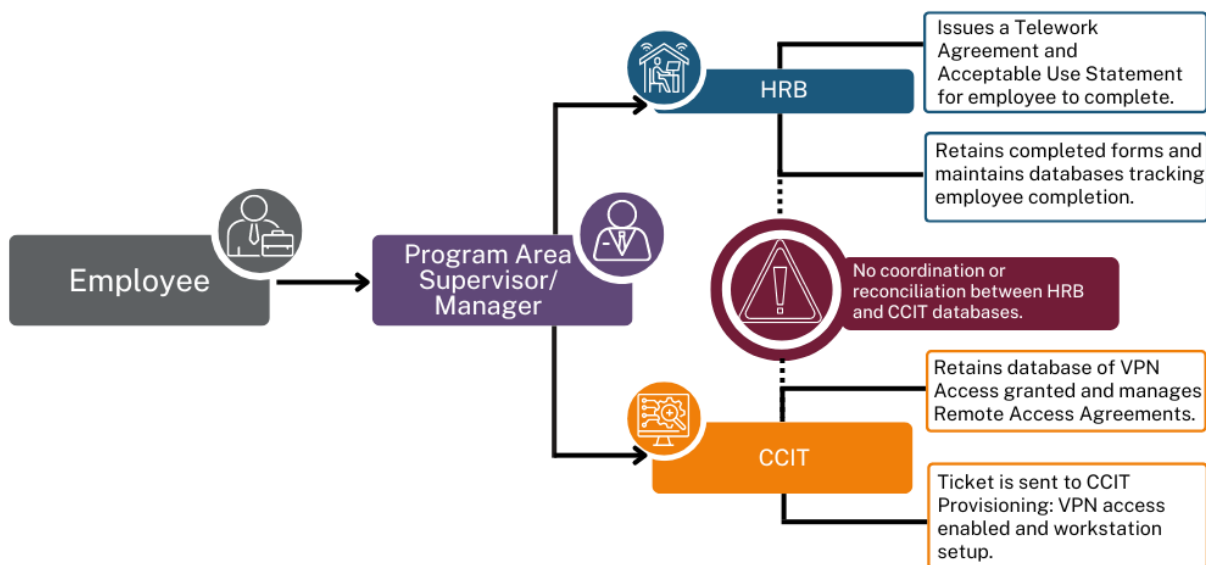 Employee
Program Area
Supervisor/
Manager
HRB
Issues a Telework
Agreement and
Acceptable Use Statement
for employee to complete.
Retains completed forms and
maintains databases tracking
employee completion.
No coordination or
reconciliation between HRB
and CCIT databases.
Retains database of VPN
Access granted and manages
Remote Access Agreements.
CCIT
Ticket is sent to CCIT
Provisioning: VPN access
enabled and workstation
setup.